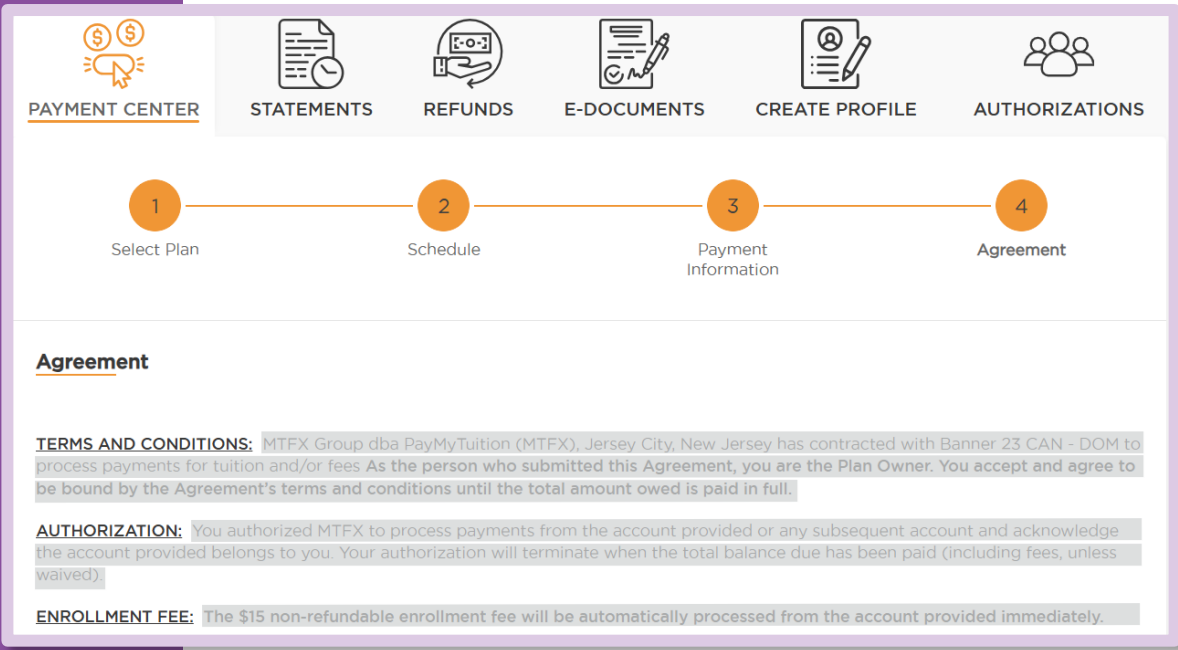 PAYMENT CENTER
STATEMENTS
REFUNDS
E-DOCUMENTS
CREATE PROFILE
AUTHORIZATIONS
1
2
3
4
Select Plan
Schedule
Payment
Information
Agreement
Agreement
TERMS AND CONDITIONS: MTFX Group dba PayMyTuition (MTFX), Jersey City, New Jersey has contracted with Banner 23 CAN - DOM to
process payments for tuition and/or fees As the person who submitted this Agreement, you are the Plan Owner. You accept and agree to
be bound by the Agreement's terms and conditions until the total amount owed is paid in full.
AUTHORIZATION: You authorized MTFX to process payments from the account provided or any subsequent account and acknowledge
the account provided belongs to you. Your authorization will terminate when the total balance due has been paid (including fees, unless
waived).
ENROLLMENT FEE: The $15 non-refundable enrollment fee will be automatically processed from the account provided immediately.